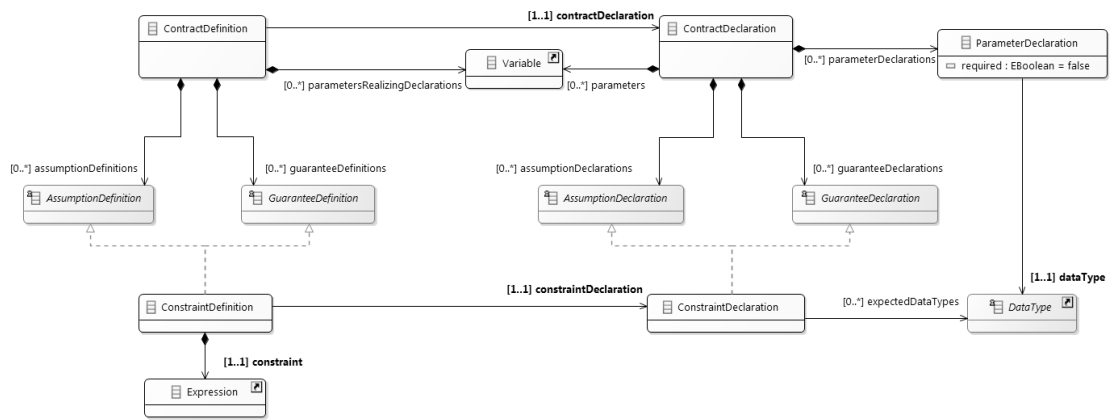 [1..1] contractDeclaration
ContractDefinition
ContractDeclaration
ParameterDeclaration
Variable
[0..*] parameterDeclarations
required : EBoolean = false
[0..*] parametersRealizingDeclarations
[0..*] parameters
[0..*] assumptionDefinitions
[0..*] guaranteeDefinitions
[0..*] assumptionDeclarations
[0..*] guaranteeDeclarations
AssumptionDefinition
GuaranteeDefinition
AssumptionDeclaration
GuaranteeDeclaration
[1..1] dataType
[1..1] constraintDeclaration
ConstraintDefinition
ConstraintDeclaration
[0..*] expectedDataTypes
DataType
[1..1] constraint
Expression